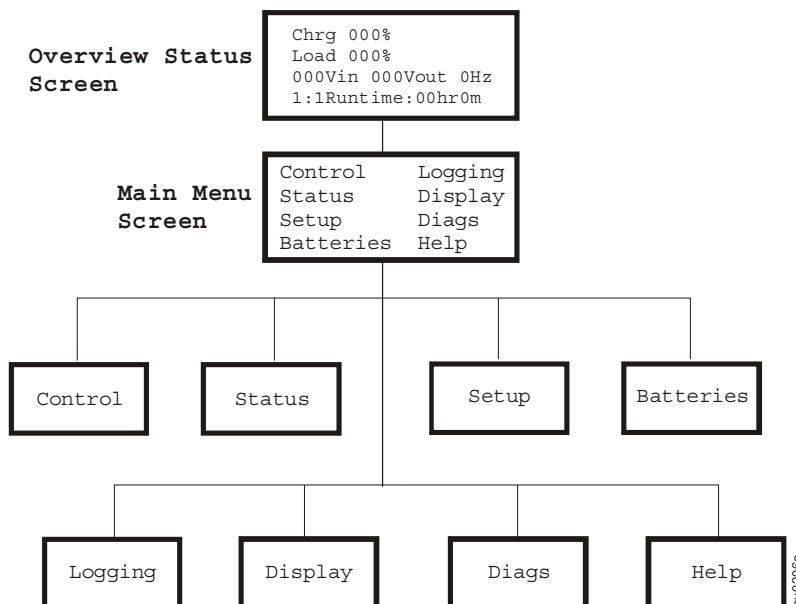 Overview Status
Screen
Chrg 000%
Load 000%
000Vin 000Vout 0Hz
1:1Runtime:00hr0m
Main Menu
Screen
Control Logging
Status Display
Setup Diags
Batteries Help
Control
Status
Setup
Batteries
Logging
Display
Diags
Help